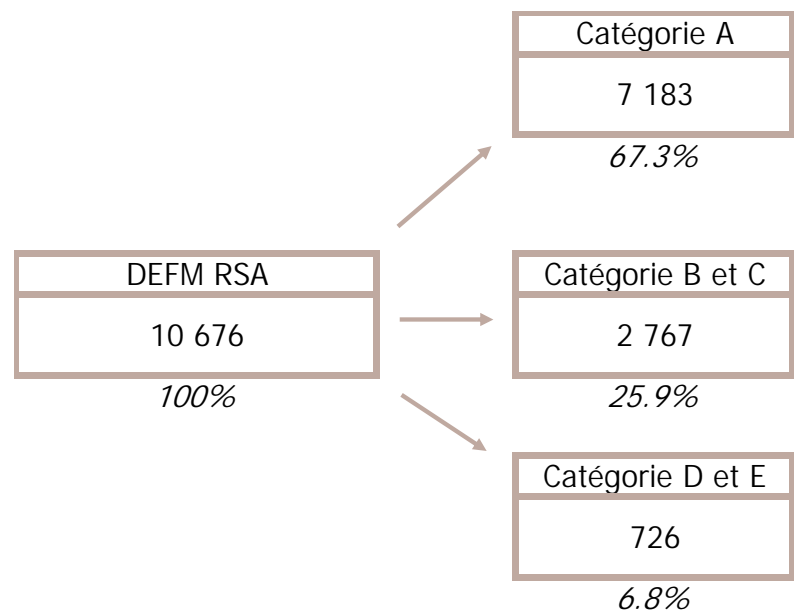 Catégorie A
7 183
67.3%
DEFM RSA
10 676
100%
Catégorie B et C
2 767
25.9%
Catégorie D et E
726
6.8%